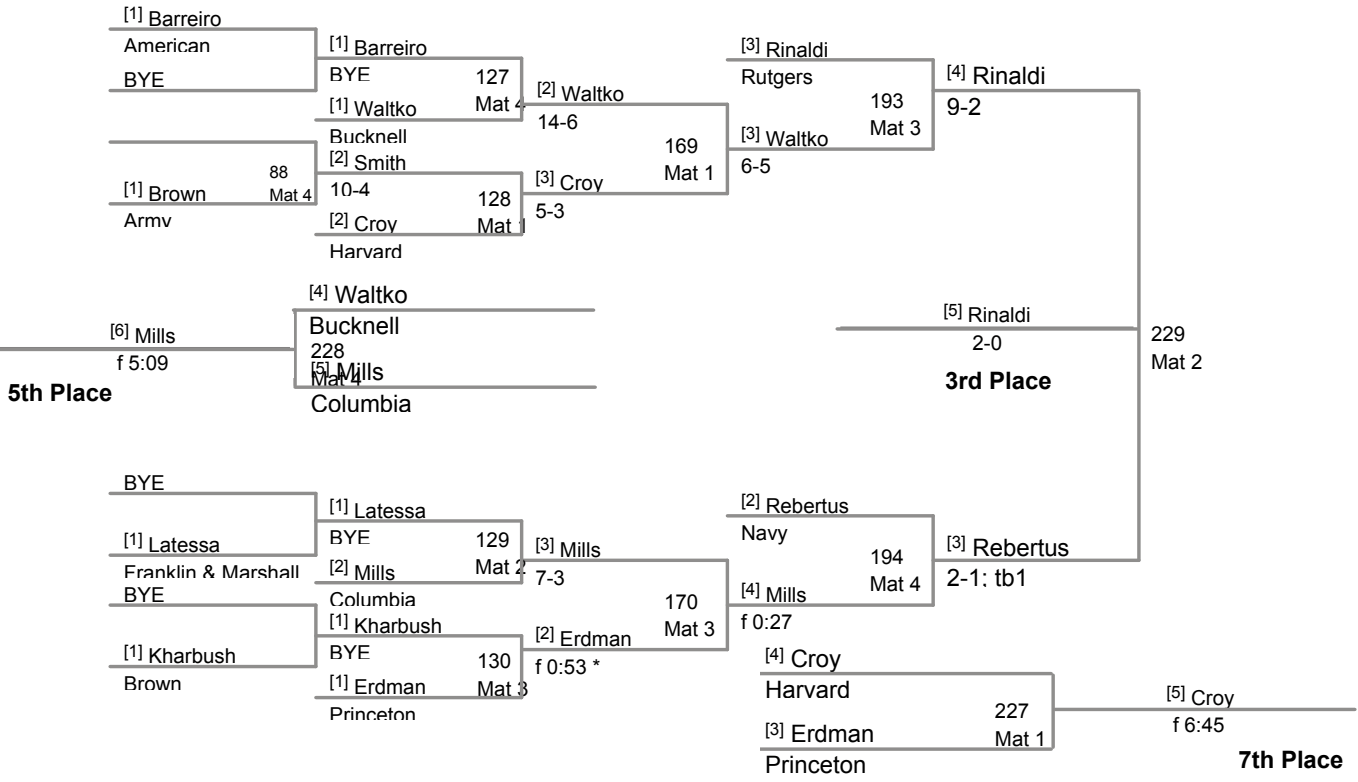 [1] Barreiro
American
BYE
[1] Barreiro
BYE
127
Mat 4
[1] Waltko
Bucknell
[2] Waltko
14-6
[3] Rinaldi
Rutgers
[4] Rinaldi
9-2
193
Mat 3
[3] Waltko
6-5
169
Mat 1
88
Mat 4
[1] Brown
Army
[2] Smith
10-4
128
Mat 1
[2] Croy
Harvard
[3] Croy
5-3
[4] Waltko
Bucknell
228
Mat 4
[5] Mills
Columbia
[6] Mills
f 5:09
5th Place
[5] Rinaldi
2-0
3rd Place
229
Mat 2
BYE
[1] Latessa
Franklin & Marshall
[1] Latessa
BYE
129
Mat 2
[2] Mills
Columbia
[3] Mills
7-3
BYE
[1] Kharbush
Brown
[1] Kharbush
BYE
130
Mat 3
[1] Erdman
Princeton
[2] Erdman
f 0:53 *
170
Mat 3
[2] Rebertus
Navy
194
Mat 4
[4] Mills
f 0:27
[3] Rebertus
2-1; tb1
[4] Croy
Harvard
227
Mat 1
[3] Erdman
Princeton
[5] Croy
f 6:45
7th Place